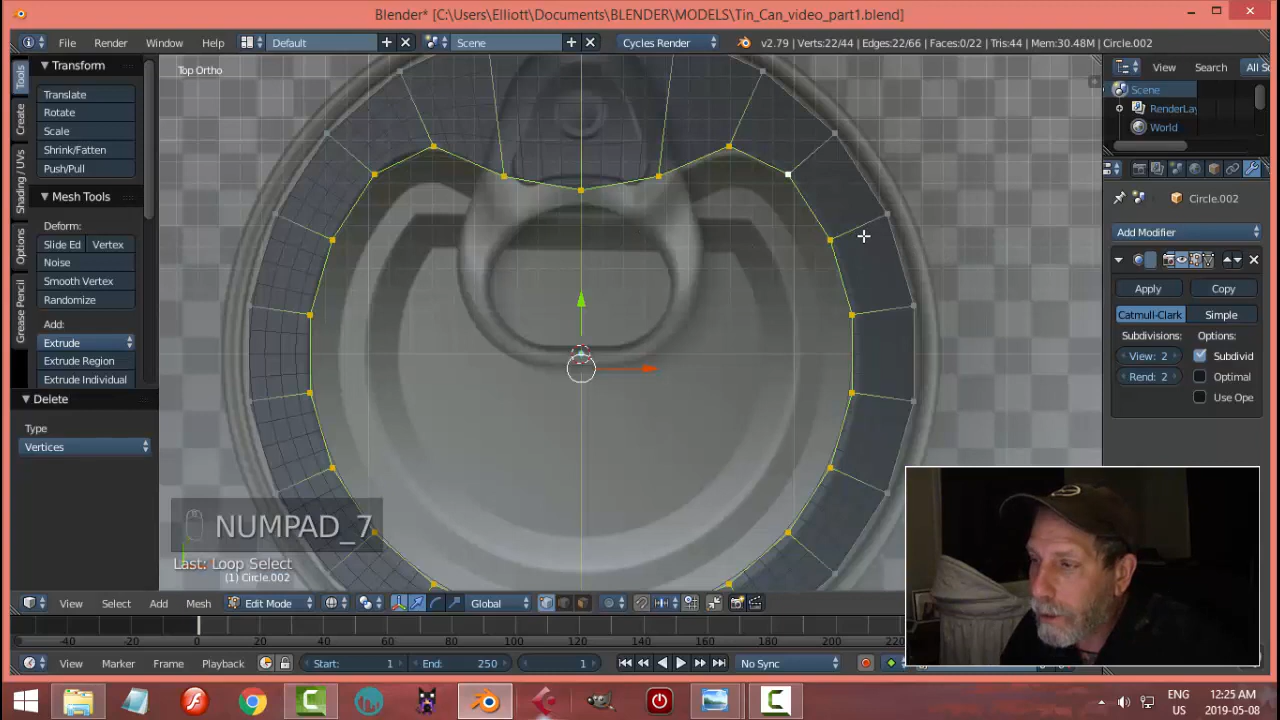 Blender* [C:\Users\Elliott\Documents\BLENDER\MODELS\Tin_Can_video_part1.blend]
File Render Window Help Default Scene Cycles Render v2.79 | Verts:22/44 | Edges:22/66 | Faces:0/22 | Tris:44 | Mem:30.48M | Circle.002
Top Ortho
View Search All S
Scene
RenderLay
World
Tools
Create
Shading / UVs
Options
Grease Pencil
Transform
Translate
Rotate
Scale
Shrink/Fatten
Push/Pull
Mesh Tools
Deform:
Slide Ed Vertex
Noise
Smooth Vertex
Randomize
Add:
Extrude
Extrude Region
Extrude Individual
Delete
Type
Vertices
Circle.002
Add Modifier
Apply Copy
Catmull-Clark Simple
Subdivisions: Options:
View: 2 Subdivid
Rend: 2 Optimal
Use Ope
NUMPAD_7
Last: Loop Select
(1) Circle.002
View Select Add Mesh Edit Mode Global
-40 -20 0 20 40 60 80 100 120 140 160 180 200 220
View Marker Frame Playback Start: 1 End: 250 1 No Sync
ENG 12:25 AM
US 2019-05-08